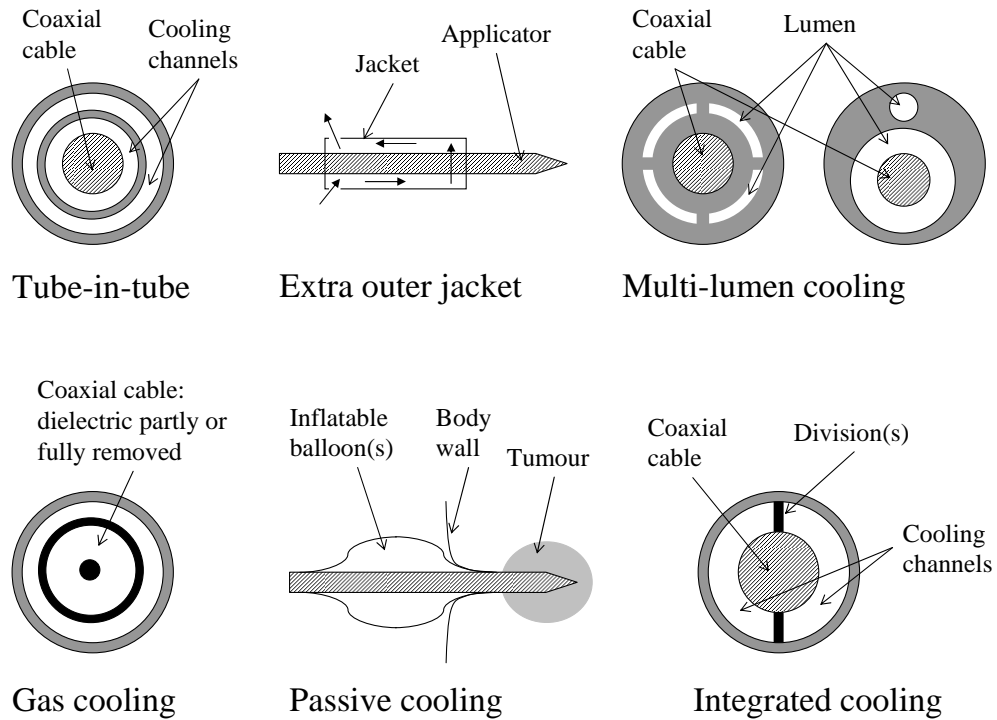 Coaxial
cable
Cooling
channels
Tube-in-tube
Jacket
Applicator
Extra outer jacket
Coaxial
cable
Lumen
Multi-lumen cooling
Coaxial cable:
dielectric partly or
fully removed
Gas cooling
Inflatable
balloon(s)
Body
wall
Tumour
Passive cooling
Coaxial
cable
Division(s)
Cooling
channels
Integrated cooling